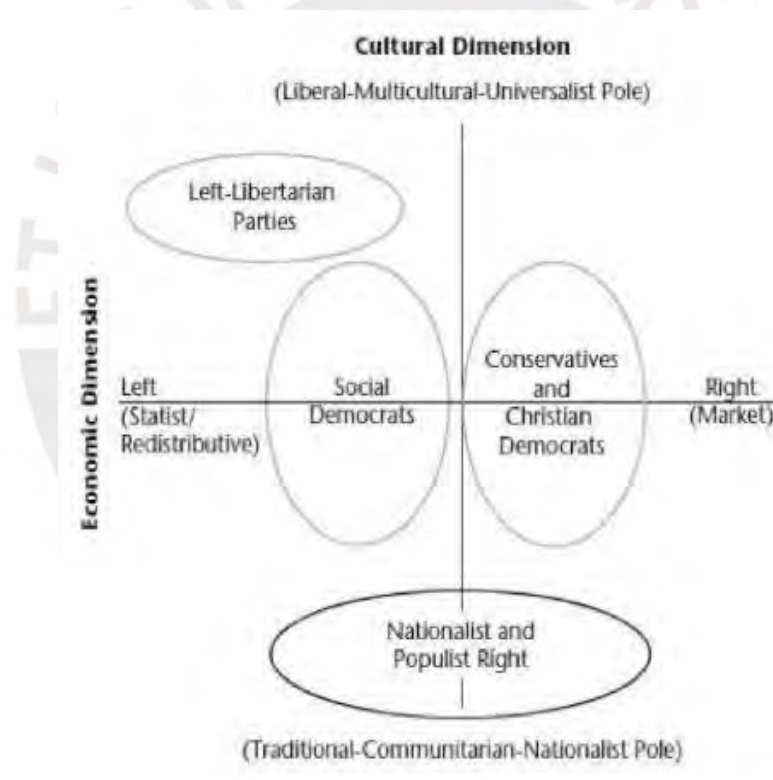 Cultural Dimension
(Liberal-Multicultural-Universalist Pole)
Left-Libertarian
Parties
Economic Dimension
Left
(Statist/
Redistributive)
Social
Democrats
Conservatives
and
Christian
Democrats
Right
(Market)
Nationalist and
Populist Right
(Traditional-Communitarian-Nationalist Pole)